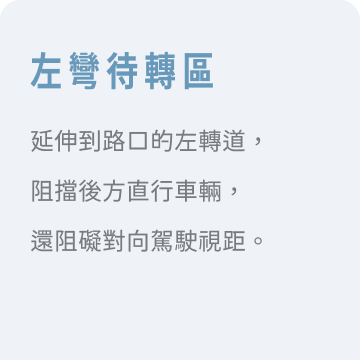 左彎待轉區
延伸到路口的左轉道，
阻擋後方直行車輛，
還阻礙對向駕駛視距。